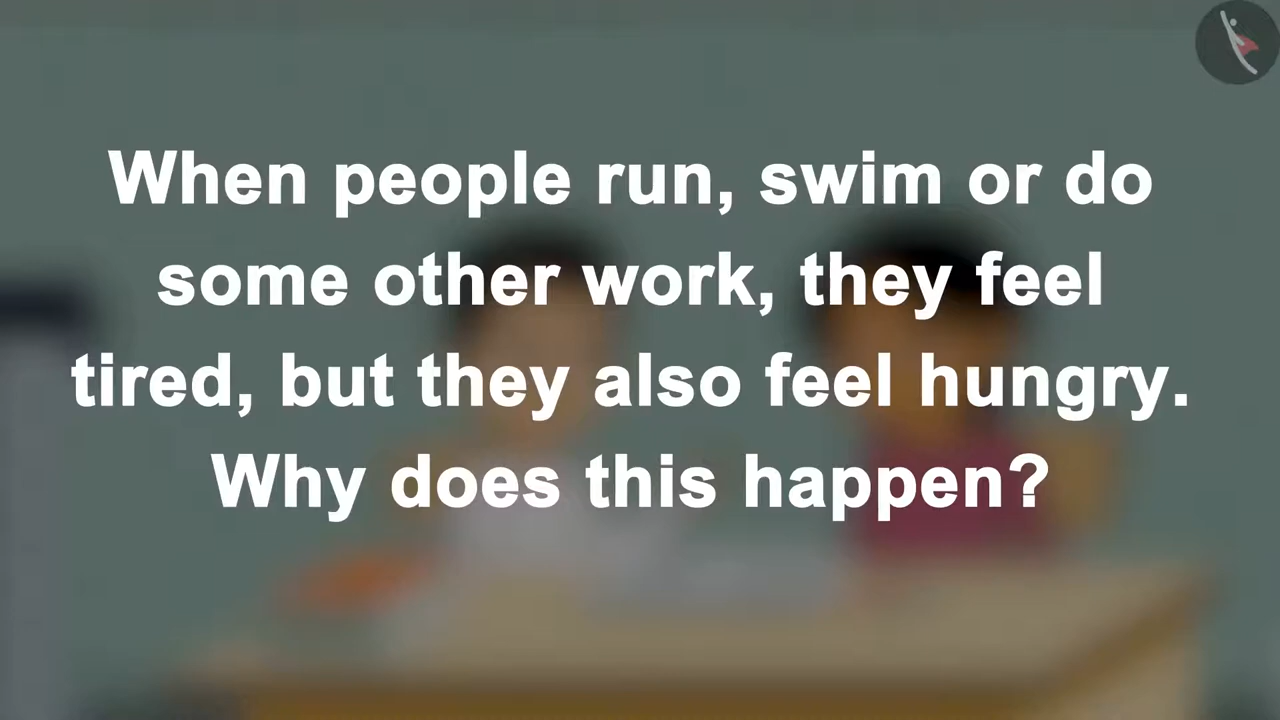 When people run, swim or do
some other work, they feel
tired, but they also feel hungry.
Why does this happen?